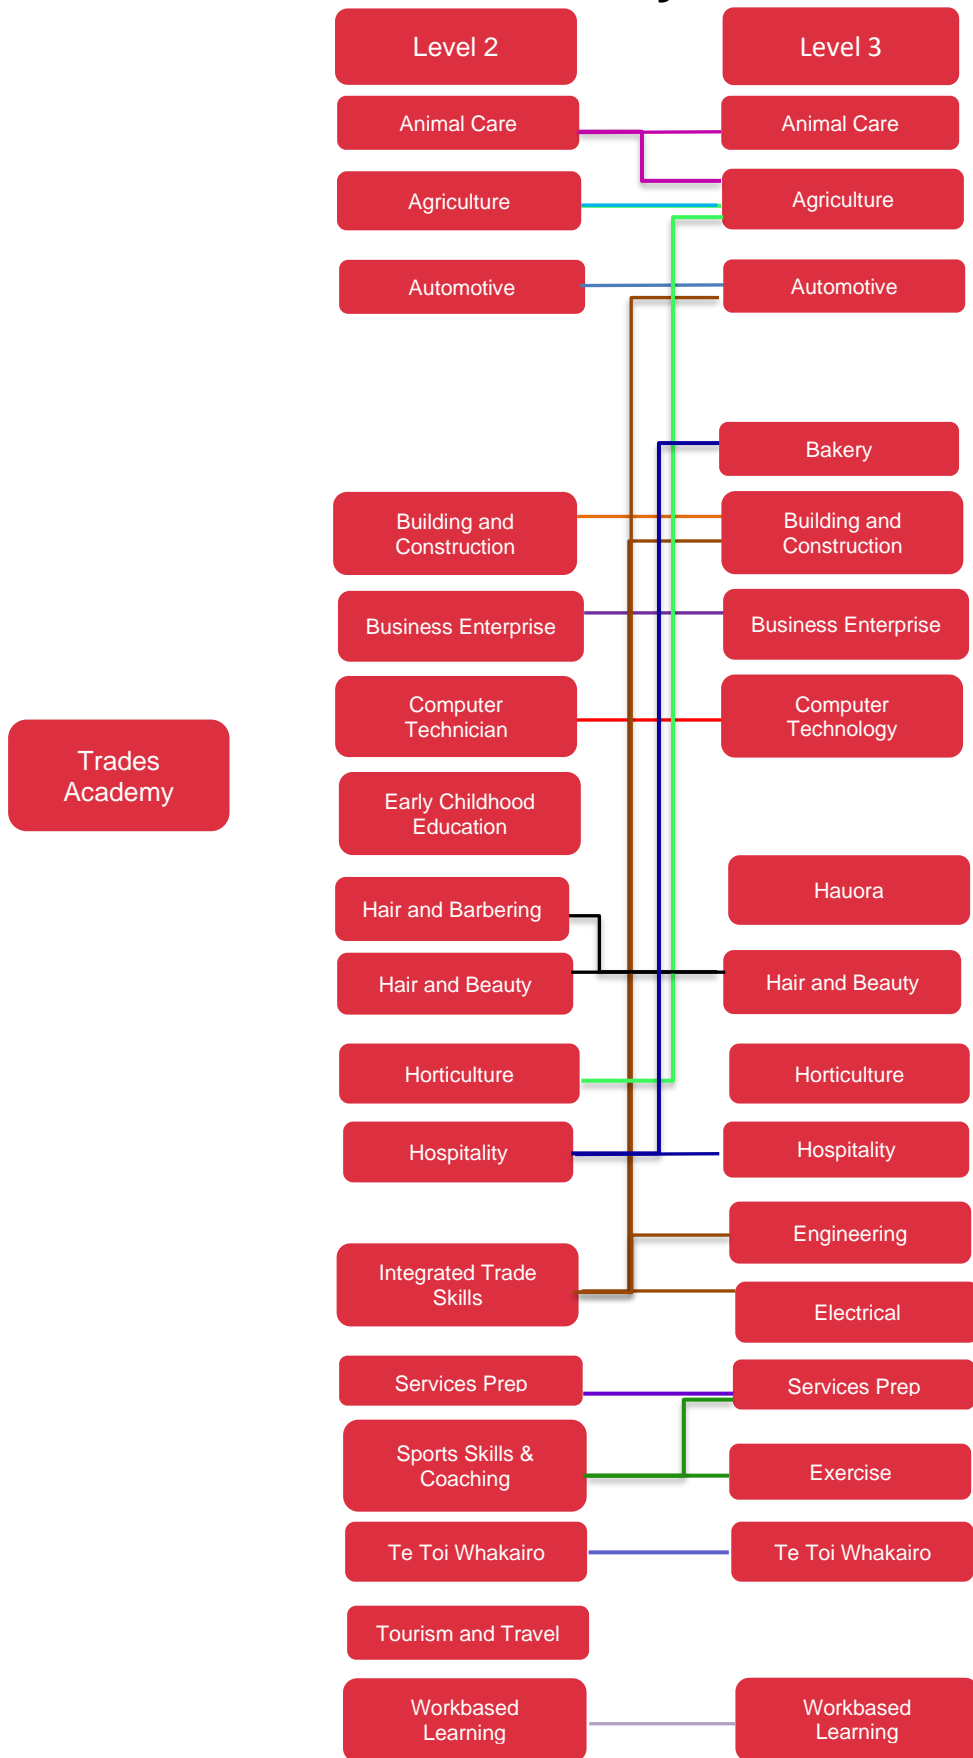 Level 2
Level 3
Animal Care
Animal Care
Agriculture
Agriculture
Automotive
Automotive
Bakery
Building and
Construction
Building and
Construction
Business Enterprise
Business Enterprise
Computer
Technician
Computer
Technology
Trades
Academy
Early Childhood
Education
Hauora
Hair and Barbering
Hair and Beauty
Hair and Beauty
Horticulture
Horticulture
Hospitality
Hospitality
Engineering
Integrated Trade
Skills
Electrical
Services Prep
Services Prep
Sports Skills &
Coaching
Exercise
Te Toi Whakairo
Te Toi Whakairo
Tourism and Travel
Workbased
Learning
Workbased
Learning